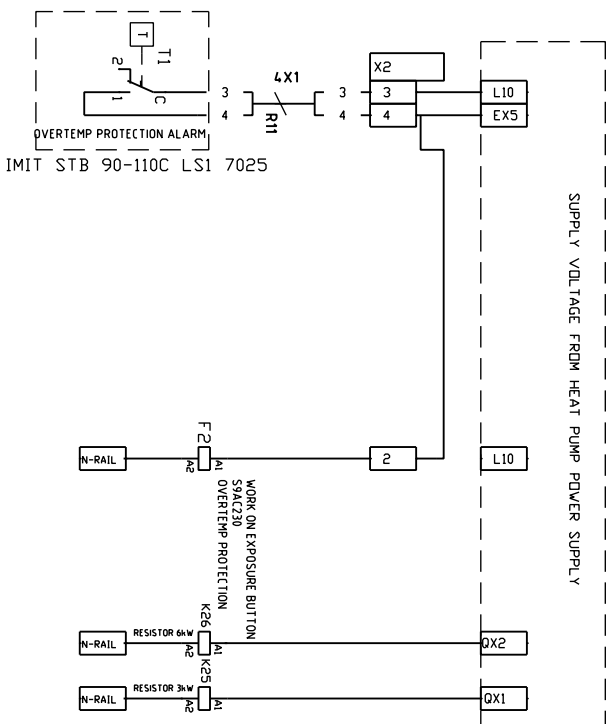 T
T1
2
1
C
3
4
OVERTEMP PROTECTION ALARM
IMIT STB 90-110C LS1 7025
4X1
R11
3
4
X2
3
4
L10
EX5
SUPPLY VOLTAGE FROM HEAT PUMP POWER SUPPLY
N-RAIL
F2
A2
A1
2
L10
WORK ON EXPOSURE BUTTON
S9AC230
OVERTEMP PROTECTION
N-RAIL
RESISTOR 6kW
K26
A2
A1
QX2
N-RAIL
RESISTOR 3kW
K25
A2
A1
QX1